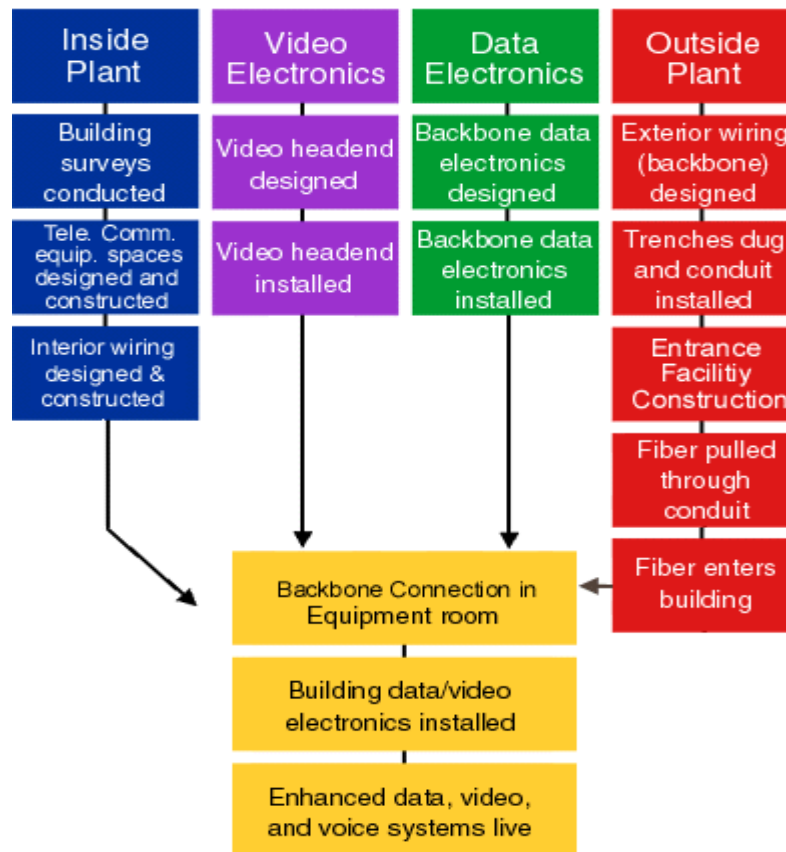 Inside
Plant
Video
Electronics
Data
Electronics
Outside
Plant
Building
surveys
conducted
Video headend
designed
Backbone data
electronics
designed
Exterior wiring
(backbone)
designed
Tele. Comm.
equip. spaces
designed and
constructed
Video headend
installed
Backbone data
electronics
installed
Trenches dug
and conduit
installed
Interior wiring
designed &
constructed
Entrance
Facilitiy
Construction
Fiber pulled
through
conduit
Fiber enters
building
Backbone Connection in
Equipment room
Building data/video
electronics installed
Enhanced data, video,
and voice systems live